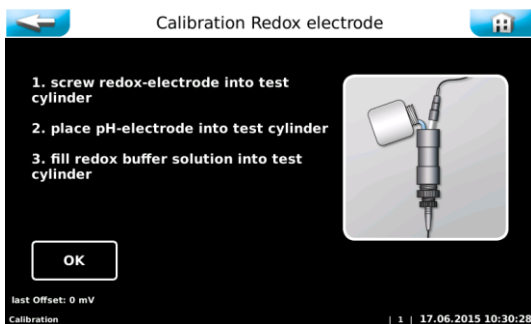 Calibration Redox electrode
1. screw redox-electrode into test
cylinder
2. place pH-electrode into test cylinder
3. fill redox buffer solution into test
cylinder
OK
last Offset: 0 mV
Calibration | 1 | 17.06.2015 10:30:28